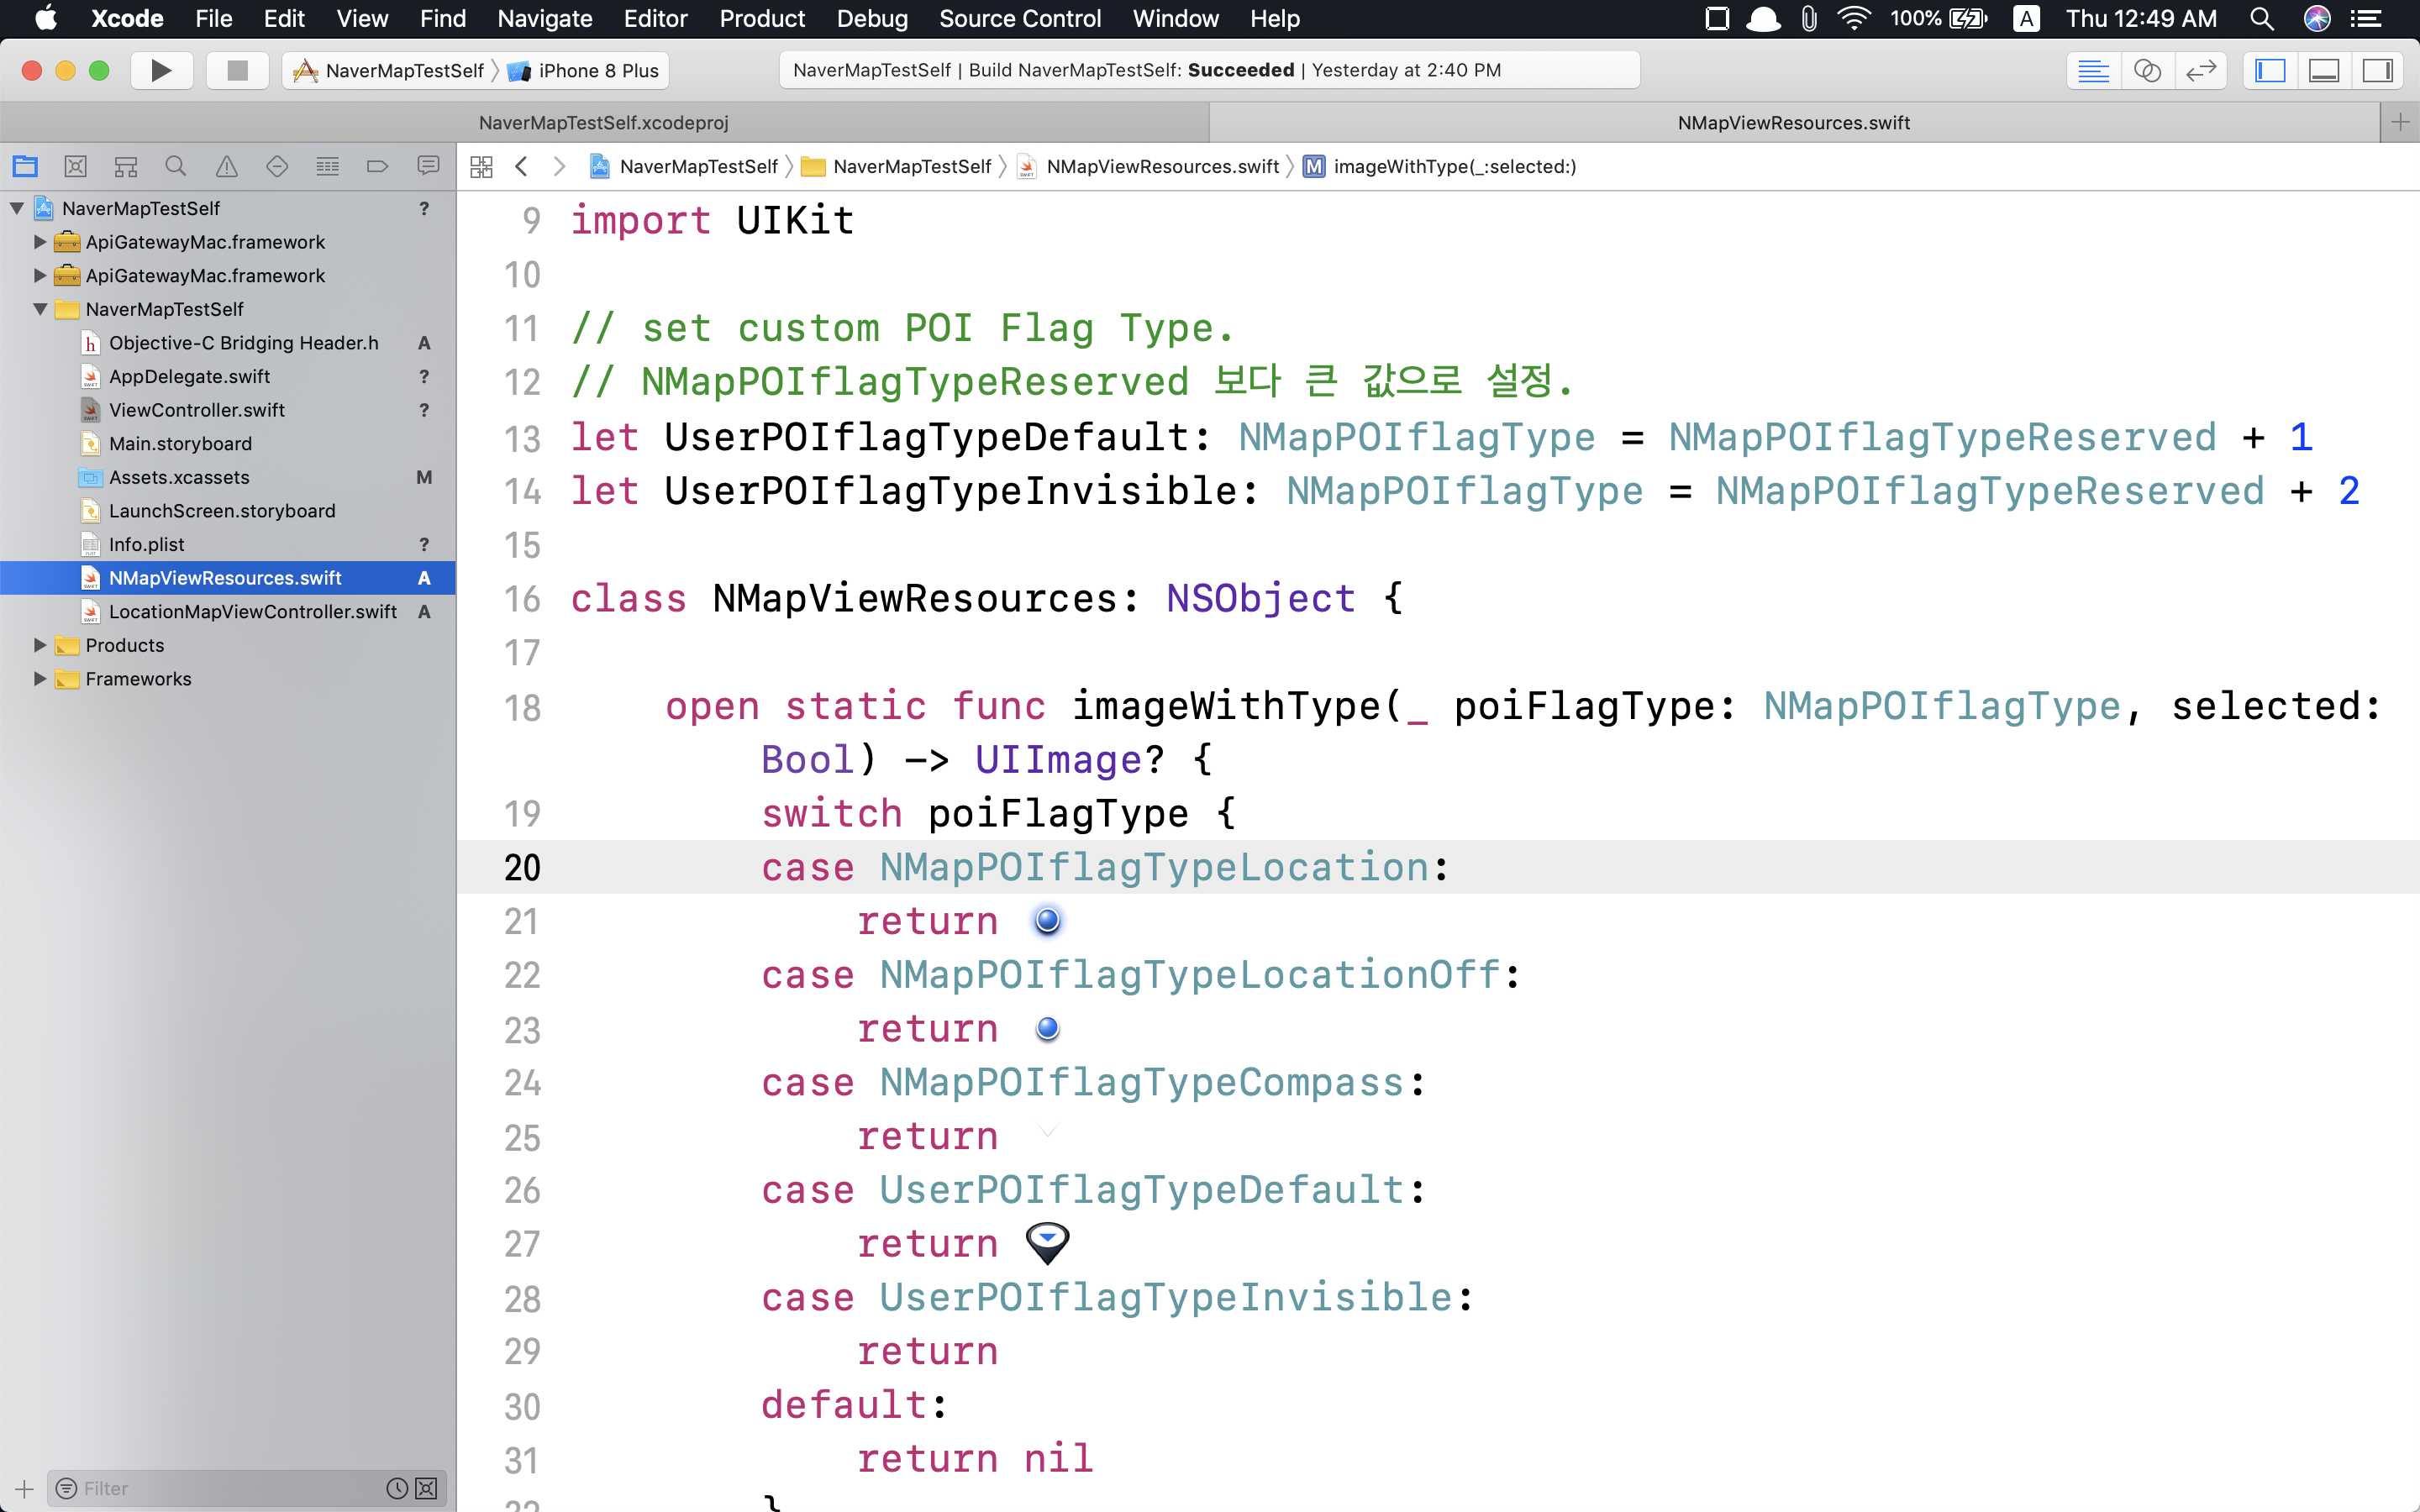 Xcode File Edit View Find Navigate Editor Product Debug Source Control Window Help 100% A Thu 12:49 AM
NaverMapTestSelf iPhone 8 Plus NaverMapTestSelf | Build NaverMapTestSelf: Succeeded | Yesterday at 2:40 PM
NaverMapTestSelf.xcodeproj NMapViewResources.swift
NaverMapTestSelf NaverMapTestSelf NMapViewResources.swift M imageWithType(_:selected:)
NaverMapTestSelf ?
ApiGatewayMac.framework
ApiGatewayMac.framework
NaverMapTestSelf
h Objective-C Bridging Header.h A
AppDelegate.swift ?
ViewController.swift ?
Main.storyboard
Assets.xcassets M
LaunchScreen.storyboard
Info.plist ?
NMapViewResources.swift A
LocationMapViewController.swift A
Products
Frameworks
Filter
9 import UIKit
10
11 // set custom POI Flag Type.
12 // NMapPOIflagTypeReserved 보다 큰 값으로 설정.
13 let UserPOIflagTypeDefault: NMapPOIflagType = NMapPOIflagTypeReserved + 1
14 let UserPOIflagTypeInvisible: NMapPOIflagType = NMapPOIflagTypeReserved + 2
15
16 class NMapViewResources: NSObject {
17
18 open static func imageWithType(_ poiFlagType: NMapPOIflagType, selected:
Bool) -> UIImage? {
19 switch poiFlagType {
20 case NMapPOIflagTypeLocation:
21 return
22 case NMapPOIflagTypeLocationOff:
23 return
24 case NMapPOIflagTypeCompass:
25 return
26 case UserPOIflagTypeDefault:
27 return
28 case UserPOIflagTypeInvisible:
29 return
30 default:
31 return nil
32 }